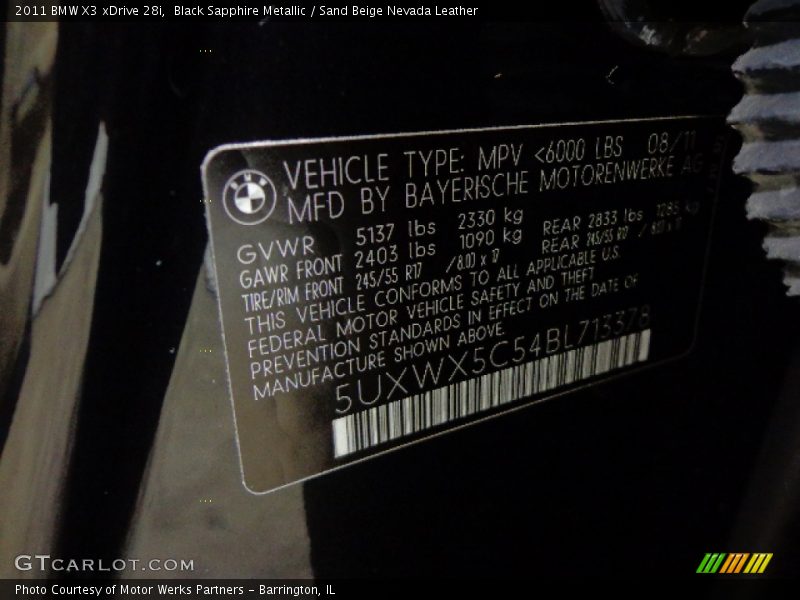 2011 BMW X3 xDrive 28i, Black Sapphire Metallic / Sand Beige Nevada Leather
BMW
VEHICLE TYPE: MPV <6000 LBS 08/11
MFD BY BAYERISCHE MOTORENWERKE AG
GVWR 5137 lbs 2330 kg
GAWR FRONT 2403 lbs 1090 kg REAR 2833 lbs 1285 kg
TIRE/RIM FRONT 245/55 R17 /8.00 x 17 REAR 245/55 R17 / 8.00 x 17
THIS VEHICLE CONFORMS TO ALL APPLICABLE U.S.
FEDERAL MOTOR VEHICLE SAFETY AND THEFT
PREVENTION STANDARDS IN EFFECT ON THE DATE OF
MANUFACTURE SHOWN ABOVE.
5UXWX5C54BL713378
GTCARLOT.COM
Photo Courtesy of Motor Werks Partners - Barrington, IL